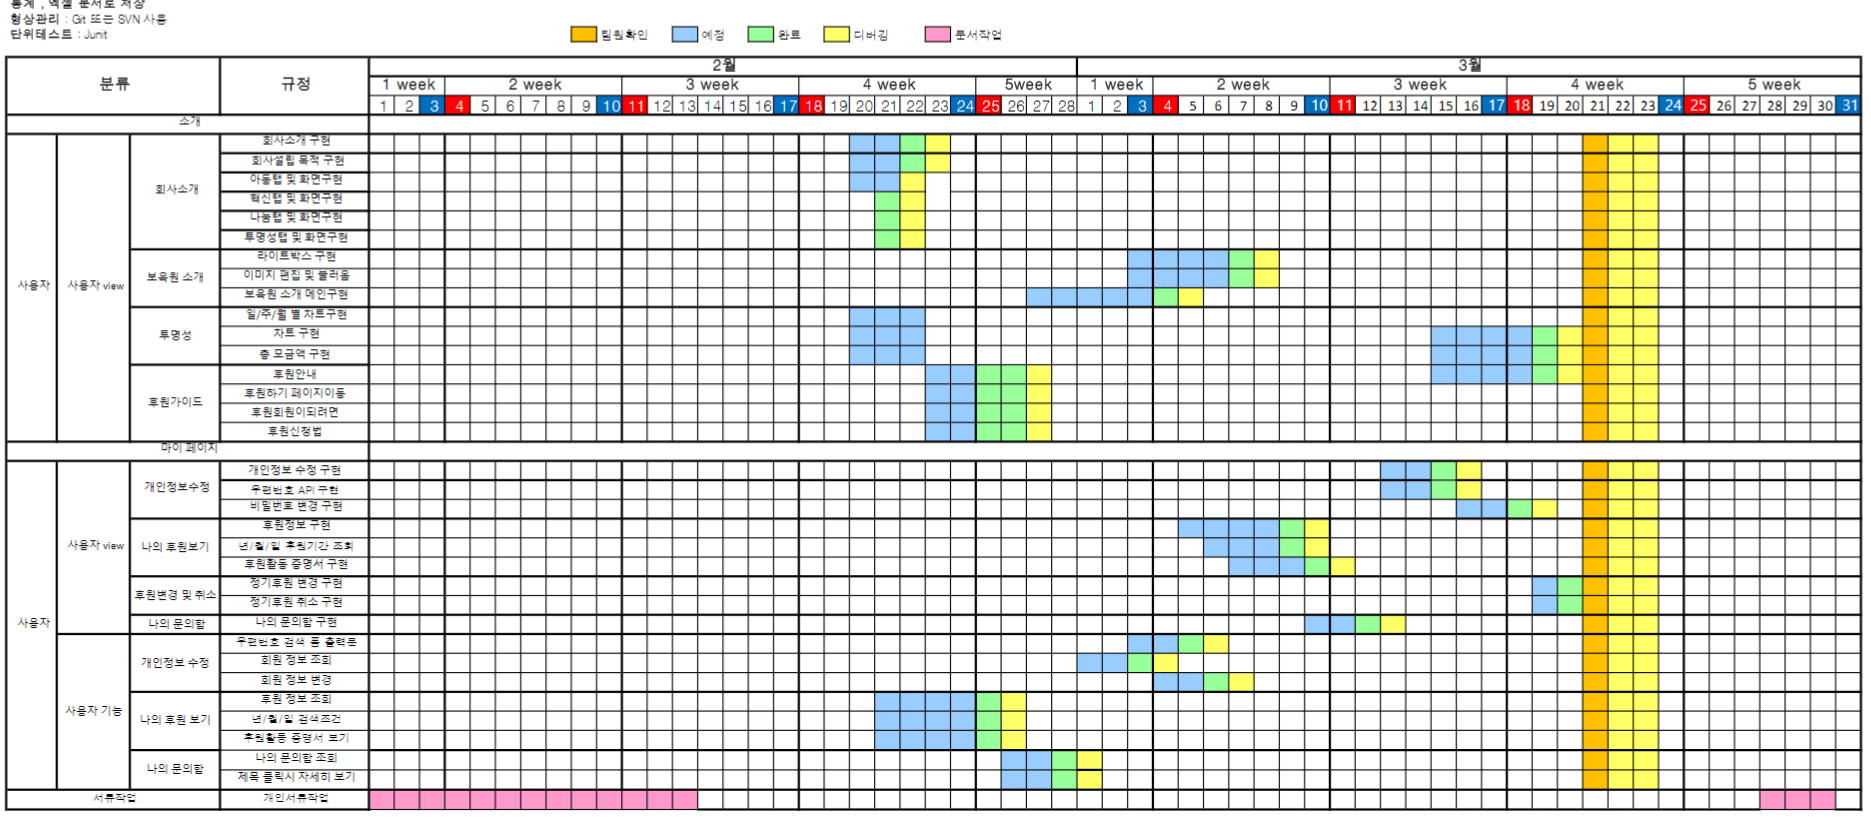 통계 , 엑셀 문서로 저장
형상관리 : Git 또는 SVN 사용
단위테스트 : Junit
팀원확인 예정 완료 디버깅 문서작업
분류 규정 2월 3월
1 week 2 week 3 week 4 week 5week 1 week 2 week 3 week 4 week 5 week
1 2 3 4 5 6 7 8 9 10 11 12 13 14 15 16 17 18 19 20 21 22 23 24 25 26 27 28 1 2 3 4 5 6 7 8 9 10 11 12 13 14 15 16 17 18 19 20 21 22 23 24 25 26 27 28 29 30 31
소개
사용자 사용자 view
회사소개
회사소개 구현
회사설립 목적 구현
아동탭 및 화면구현
혁신탭 및 화면구현
나눔탭 및 화면구현
투명성탭 및 화면구현
보육원 소개
라이트박스 구현
이미지 편집 및 불러옴
보육원 소개 메인구현
투명성
일/주/월 별 차트구현
차트 구현
총 모금액 구현
후원가이드
후원안내
후원하기 페이지이동
후원회원이되려면
후원신청법
마이 페이지
사용자 사용자 view
개인정보수정
개인정보 수정 구현
우편번호 API 구현
비밀번호 변경 구현
나의 후원보기
후원정보 구현
년/월/일 후원기간 조회
후원활동 증명서 구현
후원변경 및 취소
정기후원 변경 구현
정기후원 취소 구현
나의 문의함 나의 문의함 구현
사용자 기능
개인정보 수정
우편번호 검색 폼 출력문
회원 정보 조회
회원 정보 변경
나의 후원 보기
후원 정보 조회
년/월/일 검색조건
후원활동 증명서 보기
나의 문의함
나의 문의함 조회
제목 클릭시 자세히 보기
서류작업 개인서류작업